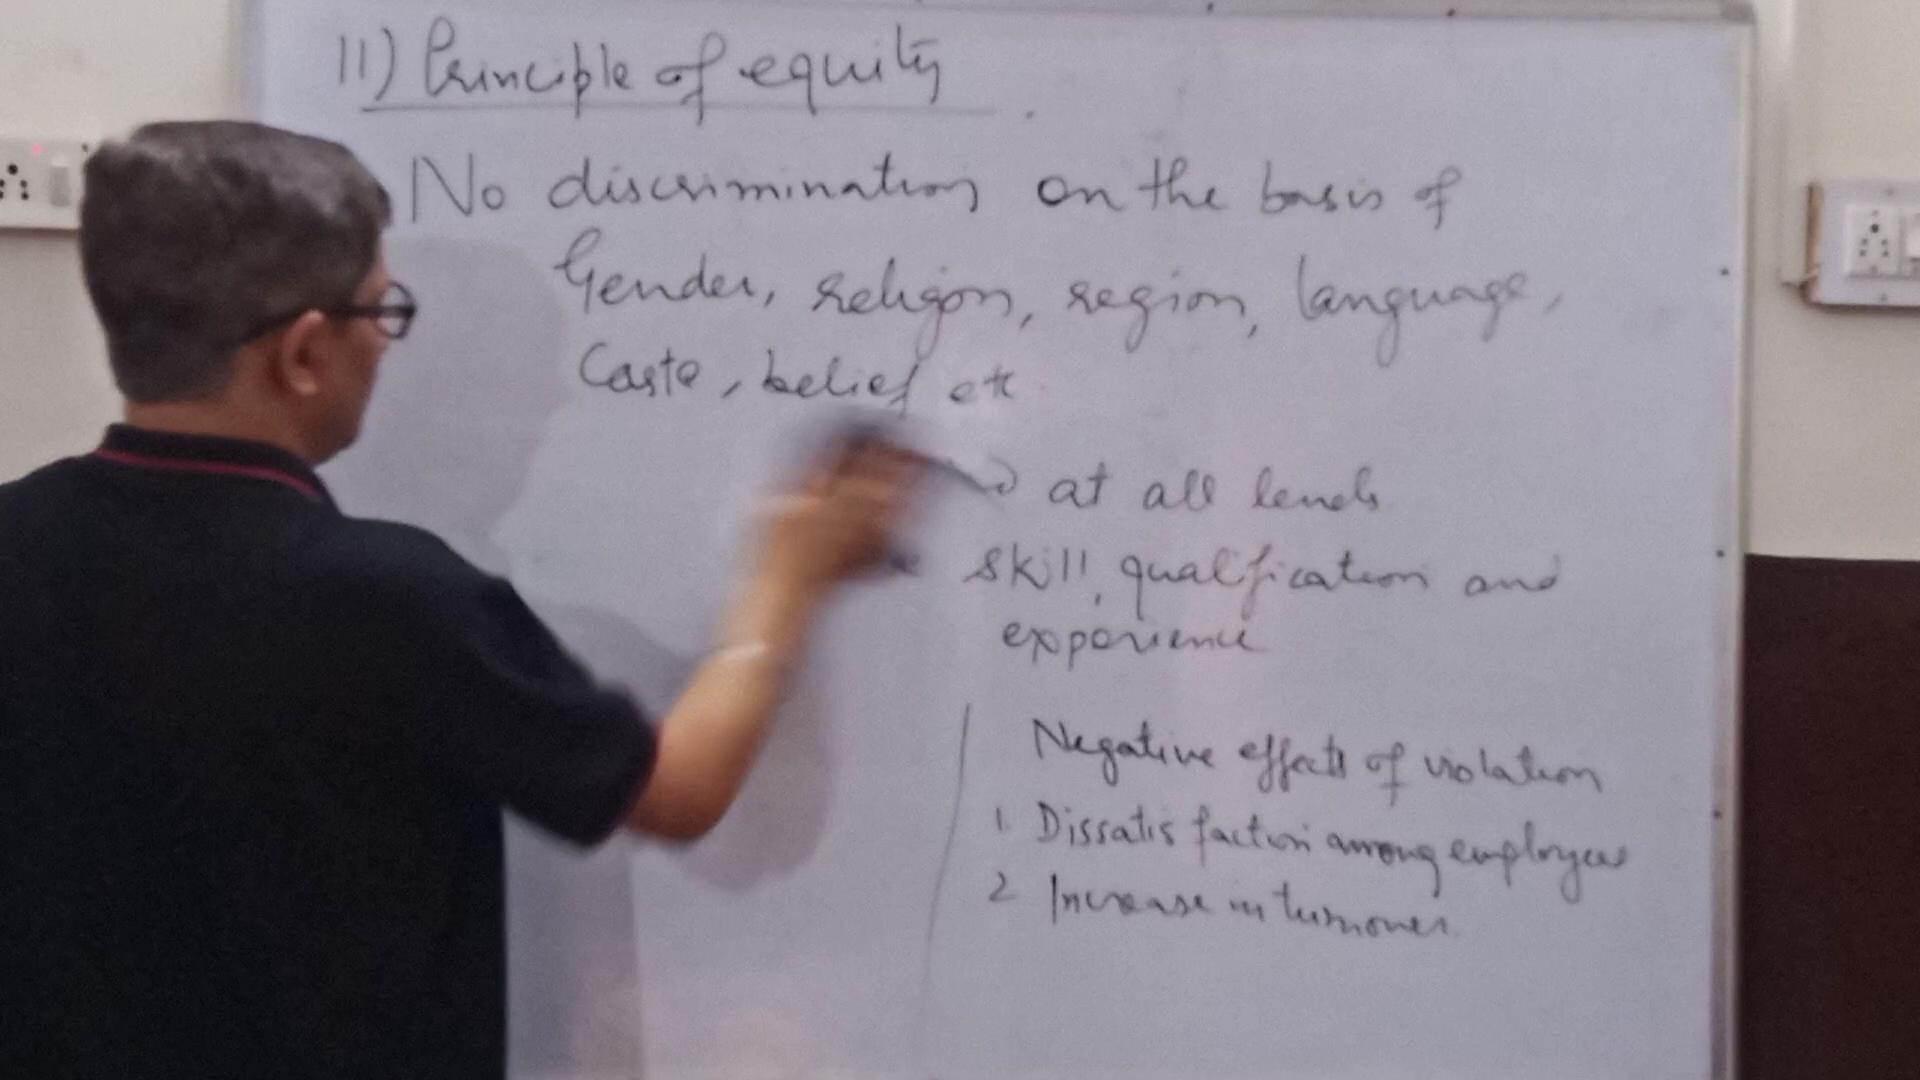 11) Principle of equity
No discrimination on the basis of
Gender, religion, region, language,
Caste, belief etc
at all levels
skill, qualification and
experience
Negative effects of violation
1. Dissatisfaction among employees
2 Increase in turnover.